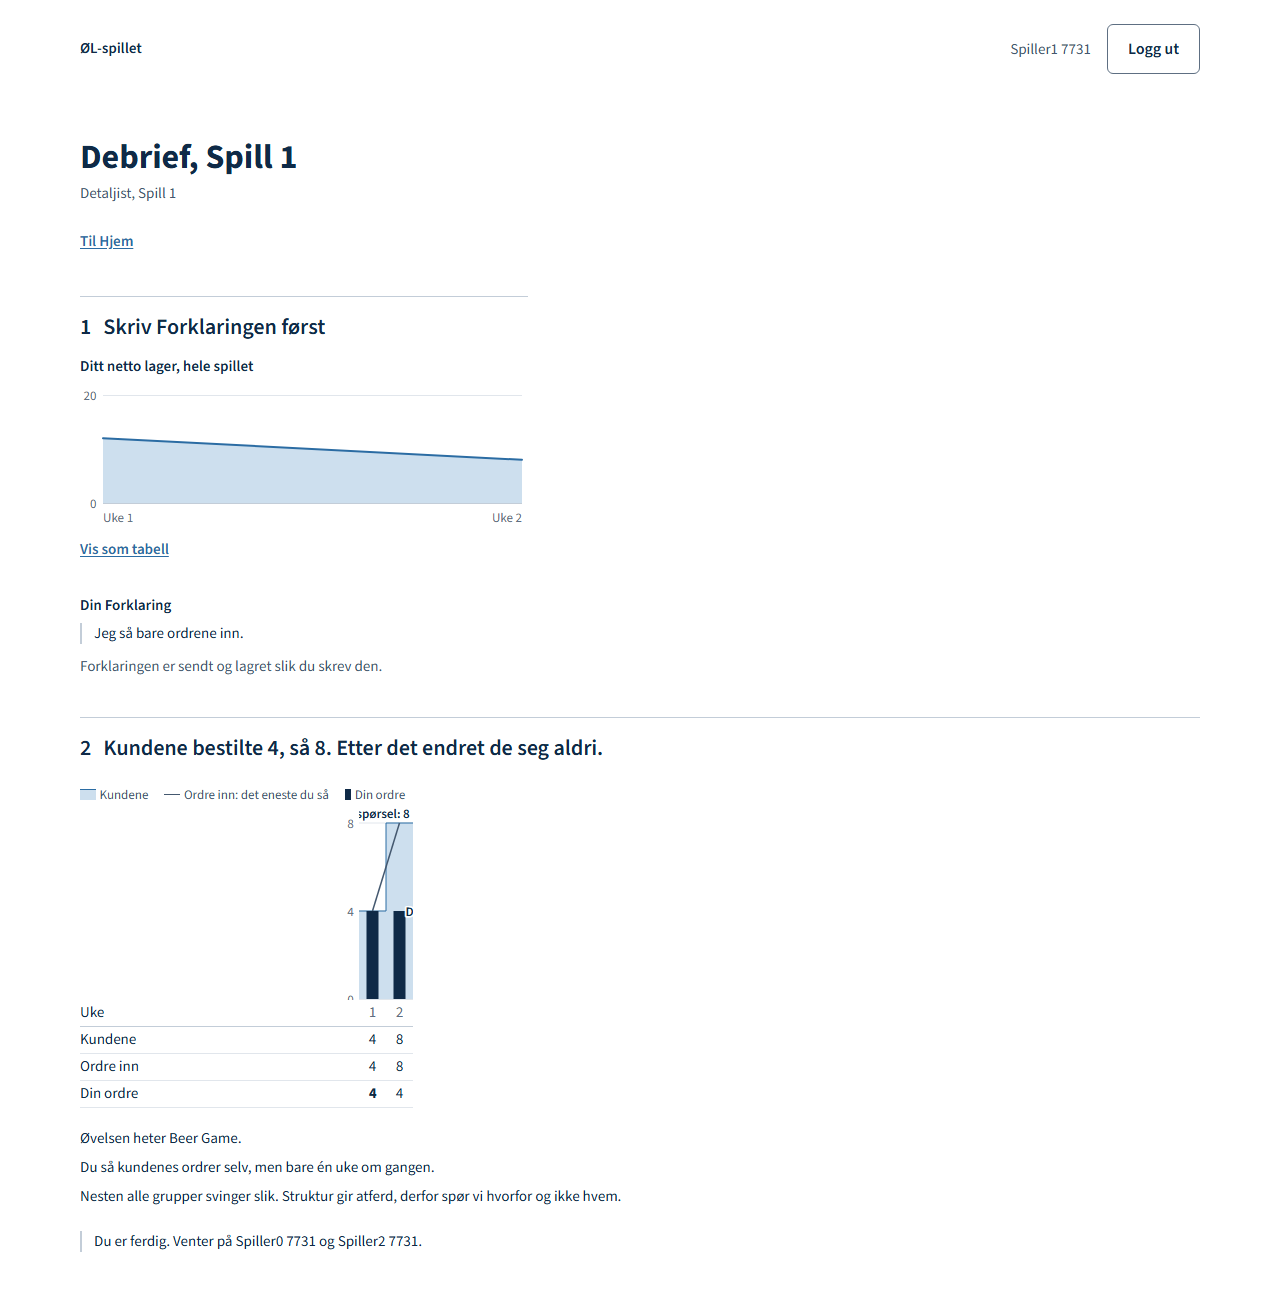 ØL-spillet
Spiller1 7731
Logg ut
Debrief, Spill 1
Detaljist, Spill 1
Til Hjem
1 Skriv Forklaringen først
Ditt netto lager, hele spillet
20
0
Uke 1 Uke 2
Vis som tabell
Din Forklaring
Jeg så bare ordrene inn.
Forklaringen er sendt og lagret slik du skrev den.
2 Kundene bestilte 4, så 8. Etter det endret de seg aldri.
Kundene Ordre inn: det eneste du så Din ordre
spørsel: 8
8
4
D
0
Uke 1 2
Kundene 4 8
Ordre inn 4 8
Din ordre 4 4
Øvelsen heter Beer Game.
Du så kundenes ordrer selv, men bare én uke om gangen.
Nesten alle grupper svinger slik. Struktur gir atferd, derfor spør vi hvorfor og ikke hvem.
Du er ferdig. Venter på Spiller0 7731 og Spiller2 7731.